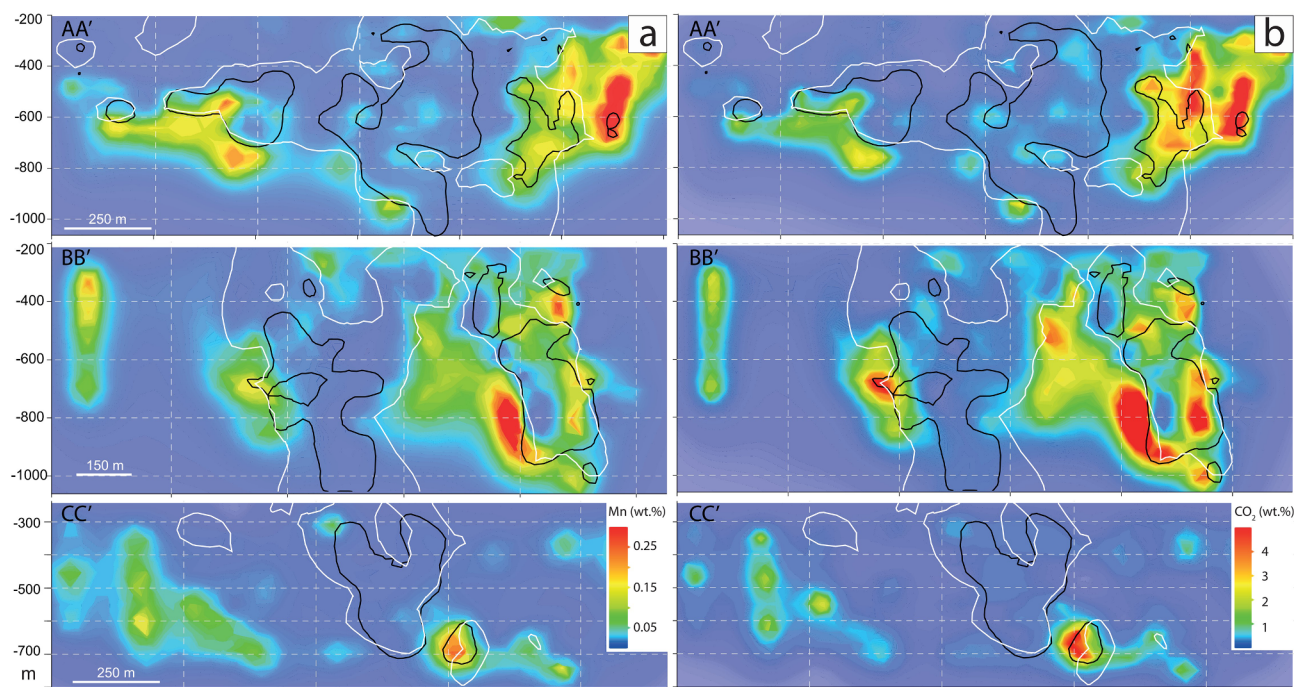 AA′
a
-200
-400
-600
-800
-1000
250 m
AA′
b
BB′
-200
-400
-600
-800
-1000
150 m
BB′
CC′
-300
-500
-700
m
250 m
Mn (wt.%)
0.25
0.15
0.05
CC′
CO₂ (wt.%)
4
3
2
1